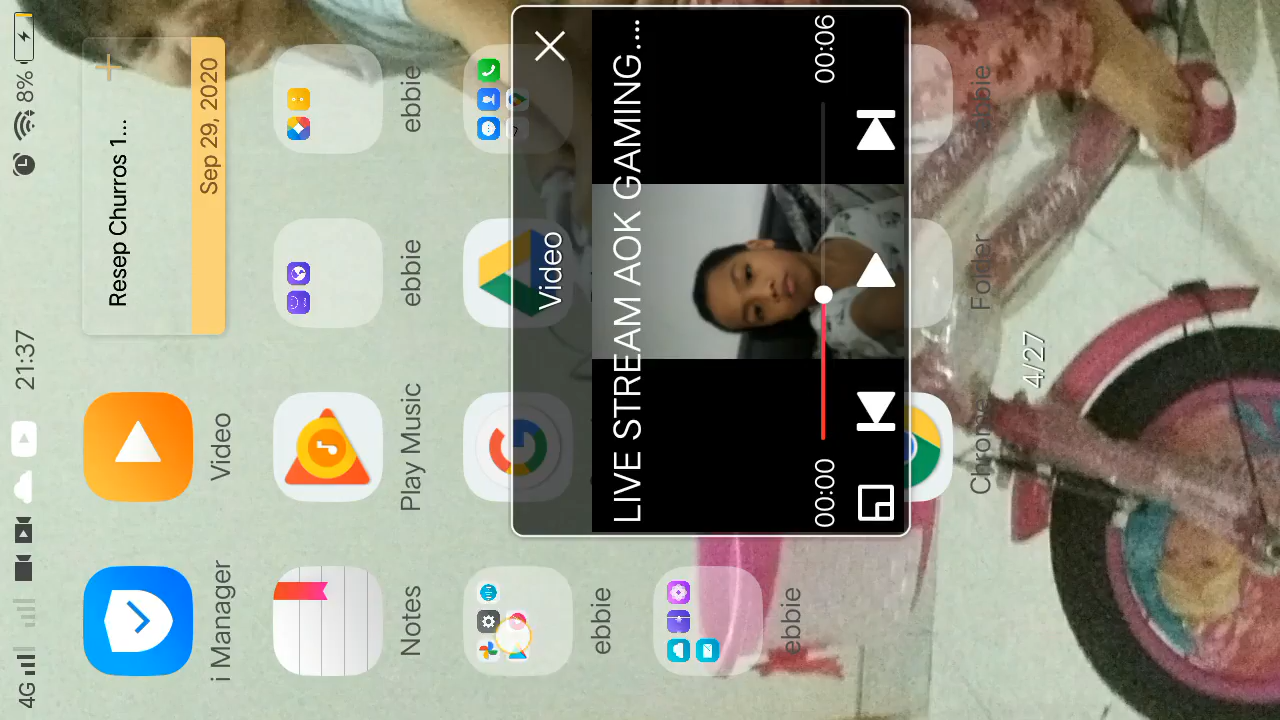 4G
21:37
8%
Resep Churros 1...
Sep 29, 2020
i Manager
Video
ebbie
ebbie
Notes
Play Music
ebbie
ebbie
Chrome
Folder
ebbie
Video
LIVE STREAM AOK GAMING....
00:00
00:06
4/27